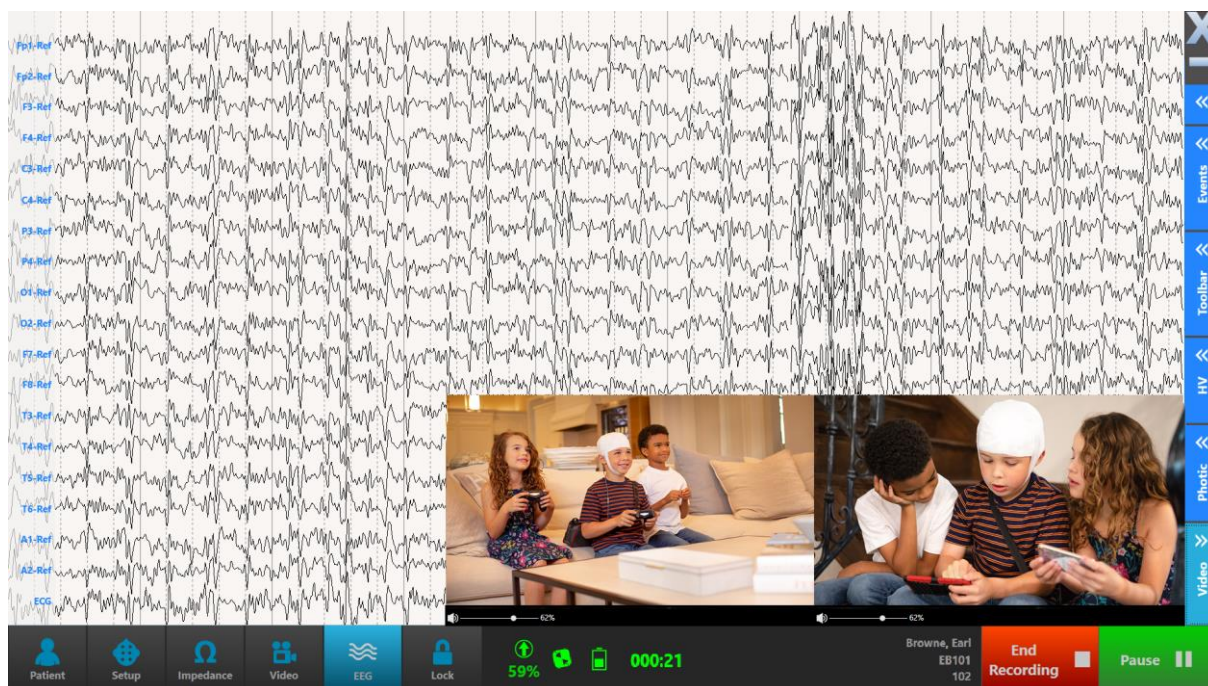 Fp1-Ref
Fp2-Ref
F3-Ref
F4-Ref
C3-Ref
C4-Ref
P3-Ref
P4-Ref
O1-Ref
O2-Ref
F7-Ref
F8-Ref
T3-Ref
T4-Ref
T5-Ref
T6-Ref
A1-Ref
A2-Ref
ECG
62%
62%
X
Events
Toolbar
HV
Photic
Video
Patient
Setup
Impedance
Video
EEG
Lock
59%
000:21
Browne, Earl
EB101
102
End
Recording
Pause